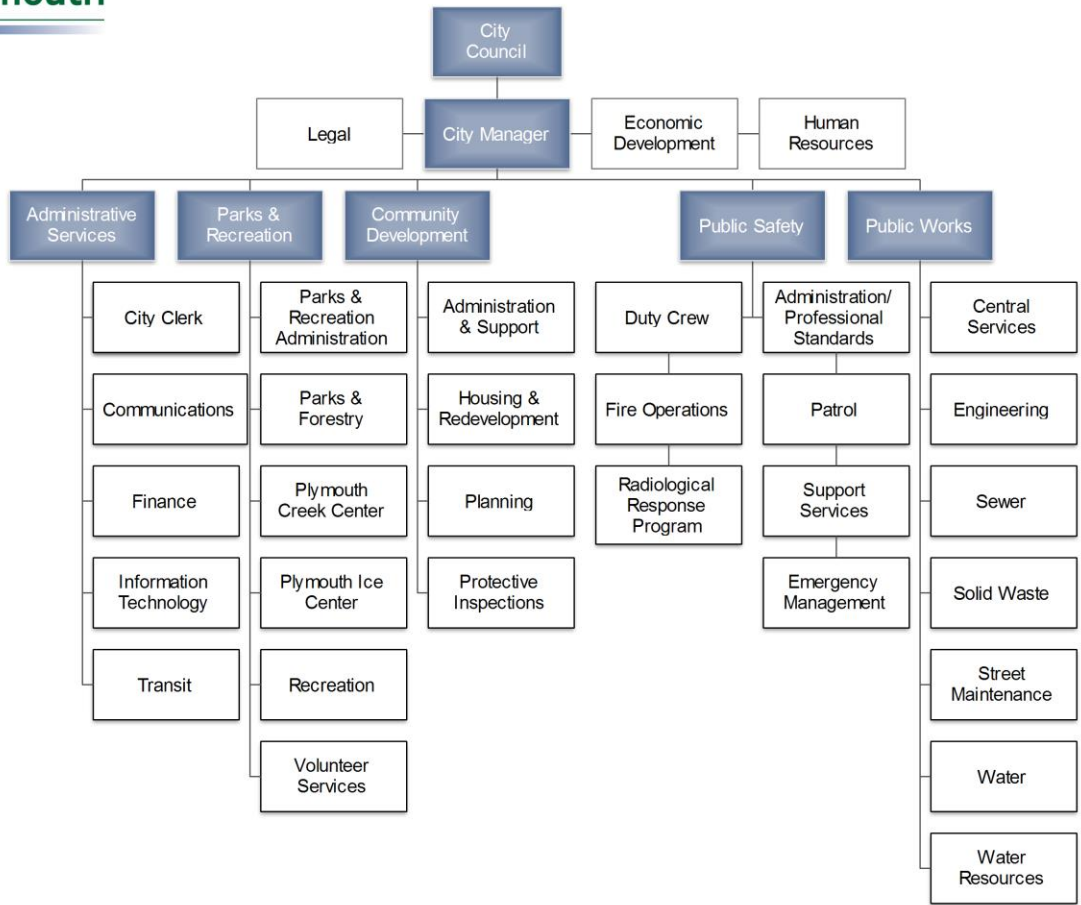 City
Council
Legal
City Manager
Economic
Development
Human
Resources
Administrative
Services
Parks &
Recreation
Community
Development
Public Safety
Public Works
City Clerk
Communications
Finance
Information
Technology
Transit
Parks &
Recreation
Administration
Parks &
Forestry
Plymouth
Creek Center
Plymouth Ice
Center
Recreation
Volunteer
Services
Administration
& Support
Housing &
Redevelopment
Planning
Protective
Inspections
Duty Crew
Fire Operations
Radiological
Response
Program
Administration/
Professional
Standards
Patrol
Support
Services
Emergency
Management
Central
Services
Engineering
Sewer
Solid Waste
Street
Maintenance
Water
Water
Resources